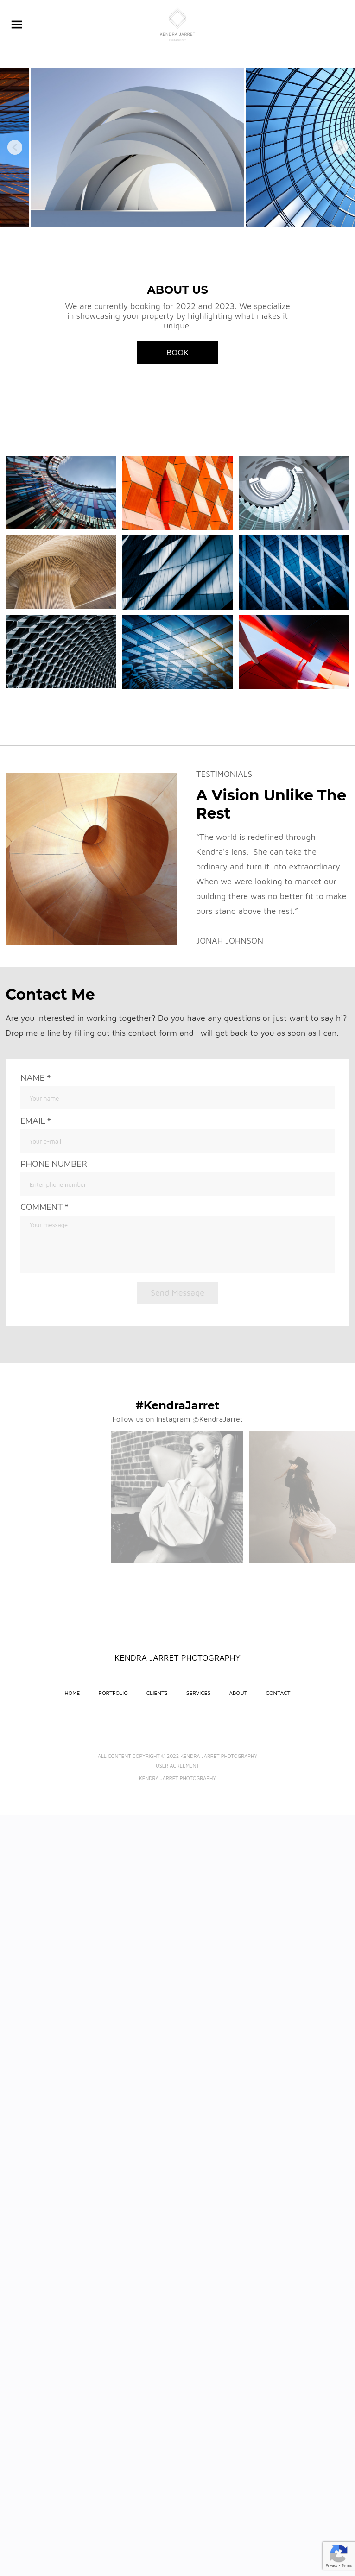 KENDRA JARRET
ABOUT US
We are currently booking for 2022 and 2023. We specialize
in showcasing your property by highlighting what makes it
unique.
BOOK
TESTIMONIALS
A Vision Unlike The
Rest
"The world is redefined through
Kendra's lens.  She can take the
ordinary and turn it into extraordinary.
When we were looking to market our
building there was no better fit to make
ours stand above the rest."
JONAH JOHNSON
Contact Me
Are you interested in working together? Do you have any questions or just want to say hi?
Drop me a line by filling out this contact form and I will get back to you as soon as I can.
NAME *
Your name
EMAIL *
Your e-mail
PHONE NUMBER
Enter phone number
COMMENT *
Your message
Send Message
#KendraJarret
Follow us on Instagram @KendraJarret
KENDRA JARRET PHOTOGRAPHY
HOME PORTFOLIO CLIENTS SERVICES ABOUT CONTACT
ALL CONTENT COPYRIGHT © 2022 KENDRA JARRET PHOTOGRAPHY
USER AGREEMENT
KENDRA JARRET PHOTOGRAPHY
Privacy - Terms